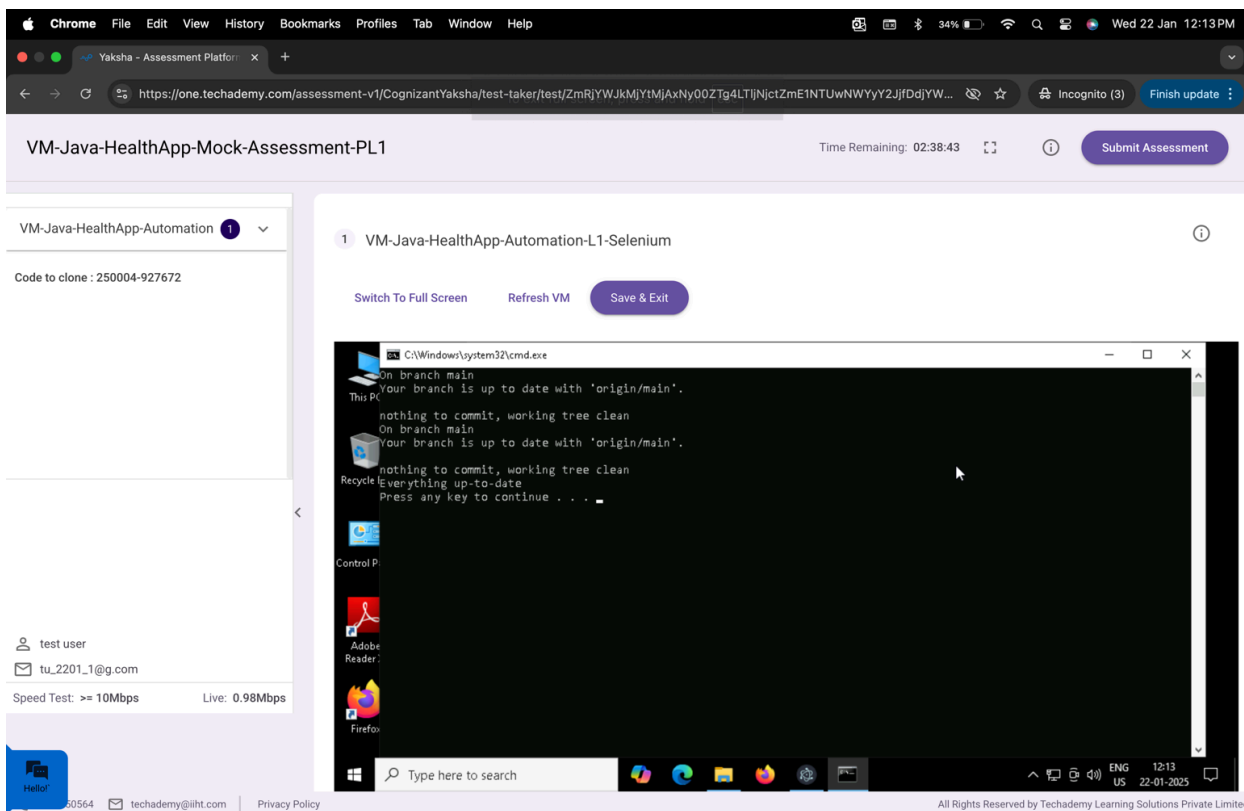 Chrome File Edit View History Bookmarks Profiles Tab Window Help
34% Wed 22 Jan 12:13 PM
Yaksha - Assessment Platform
https://one.techademy.com/assessment-v1/CognizantYaksha/test-taker/test/
Incognito (3)
Finish update
VM-Java-HealthApp-Mock-Assessment-PL1
Time Remaining: 02:38:43
Submit Assessment
VM-Java-HealthApp-Automation 1
Code to clone : 250004-927672
1 VM-Java-HealthApp-Automation-L1-Selenium
Switch To Full Screen
Refresh VM
Save & Exit
C:\Windows\system32\cmd.exe
On branch main
Your branch is up to date with 'origin/main'.
nothing to commit, working tree clean
On branch main
Your branch is up to date with 'origin/main'.
nothing to commit, working tree clean
Everything up-to-date
Press any key to continue . . .
This PC
Recycle
Control P
Adobe
Reader
Firefox
test user
tu_2201_1@g.com
Speed Test: >= 10Mbps
Live: 0.98Mbps
Type here to search
ENG
US
12:13
22-01-2025
Hello!
50564
techademy@iiht.com
Privacy Policy
All Rights Reserved by Techademy Learning Solutions Private Limite